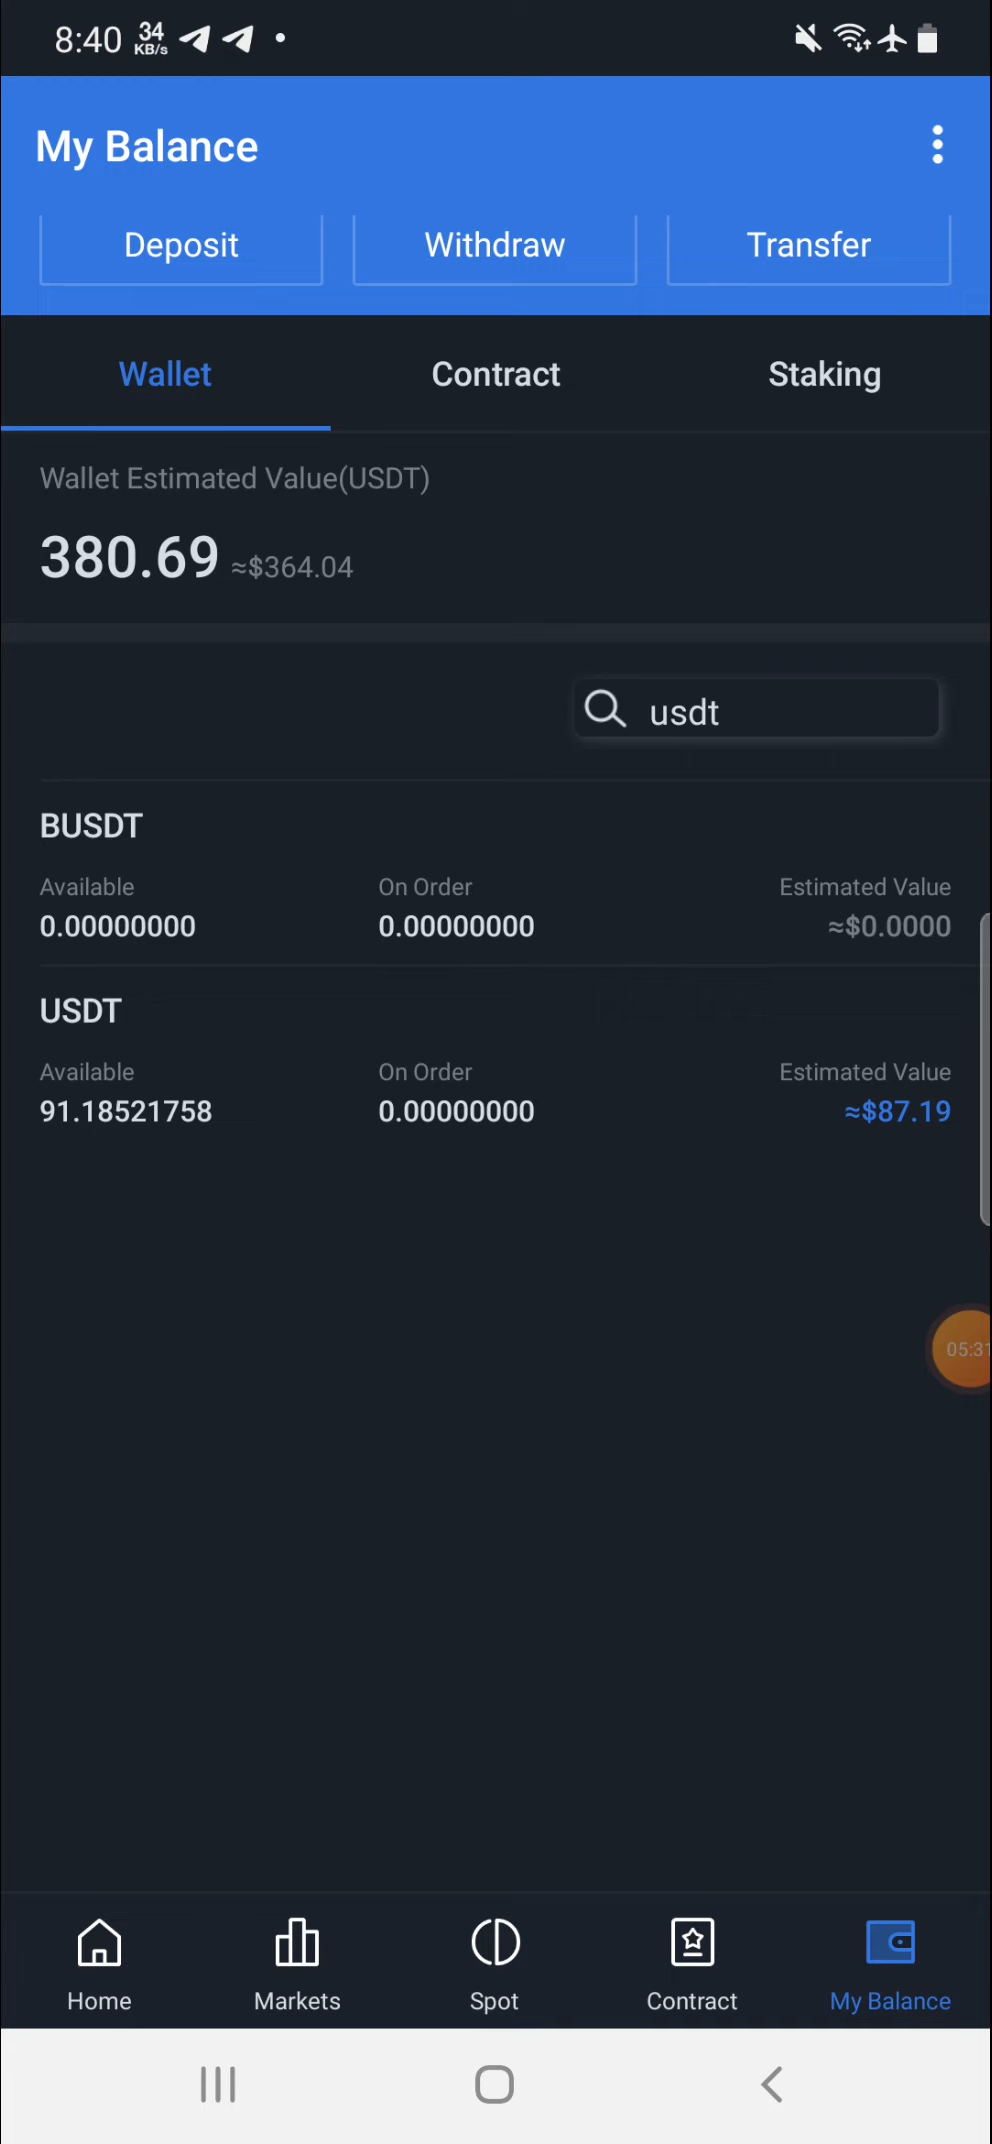 8:40 34 KB/s
My Balance
Deposit Withdraw Transfer
Wallet Contract Staking
Wallet Estimated Value(USDT)
380.69 ≈$364.04
usdt
BUSDT
Available On Order Estimated Value
0.00000000 0.00000000 ≈$0.0000
USDT
Available On Order Estimated Value
91.18521758 0.00000000 ≈$87.19
05:31
Home Markets Spot Contract My Balance